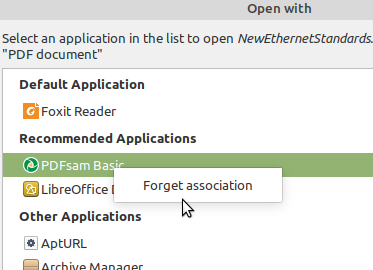 Open with
Select an application in the list to open NewEthernetStandards.
"PDF document"
Default Application
Foxit Reader
Recommended Applications
PDFsam Basic
LibreOffice
Forget association
Other Applications
AptURL
Archive Manager